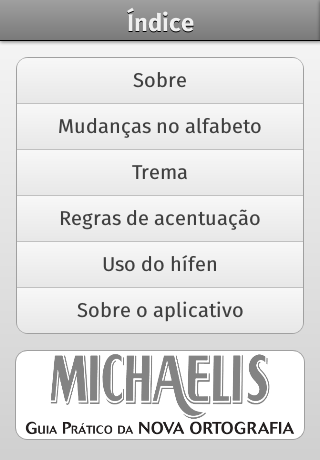 Índice
Sobre
Mudanças no alfabeto
Trema
Regras de acentuação
Uso do hífen
Sobre o aplicativo
MICHAELIS
GUIA PRÁTICO DA NOVA ORTOGRAFIA